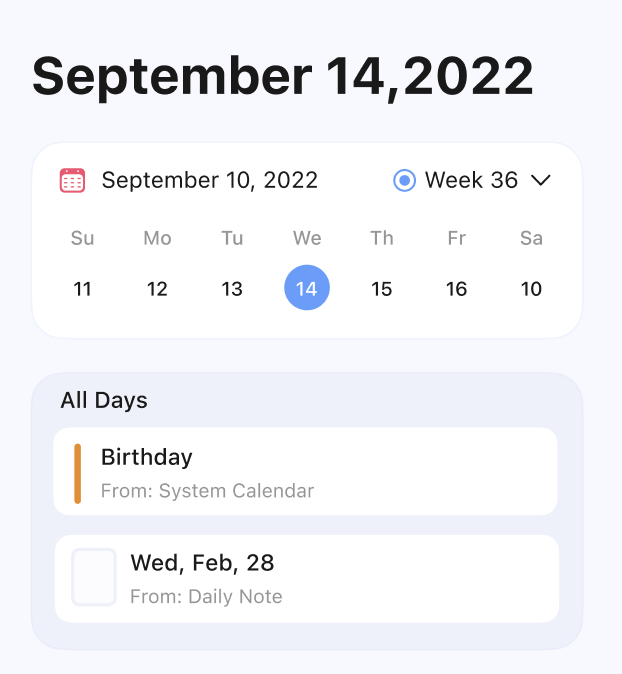 September 14,2022
September 10, 2022 Week 36
Su Mo Tu We Th Fr Sa
11 12 13 14 15 16 10
All Days
Birthday
From: System Calendar
Wed, Feb, 28
From: Daily Note